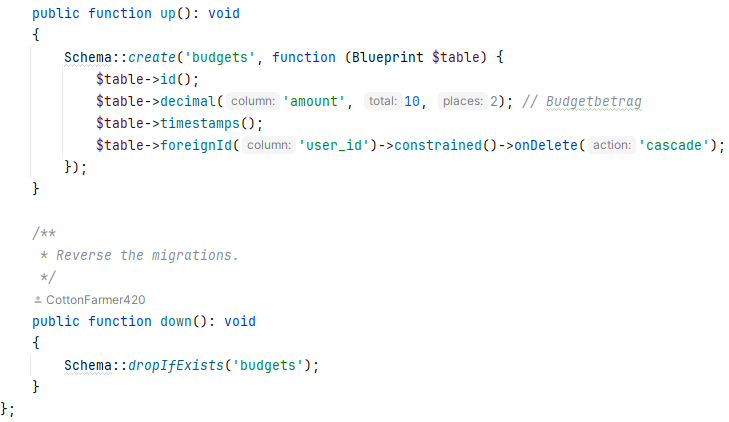 public function up(): void
{
    Schema::create('budgets', function (Blueprint $table) {
        $table->id();
        $table->decimal( column: 'amount', total: 10, places: 2); // Budgetbetrag
        $table->timestamps();
        $table->foreignId( column: 'user_id')->constrained()->onDelete( action: 'cascade');
    });
}
/**
 * Reverse the migrations.
 */
CottonFarmer420
public function down(): void
{
    Schema::dropIfExists('budgets');
}
};